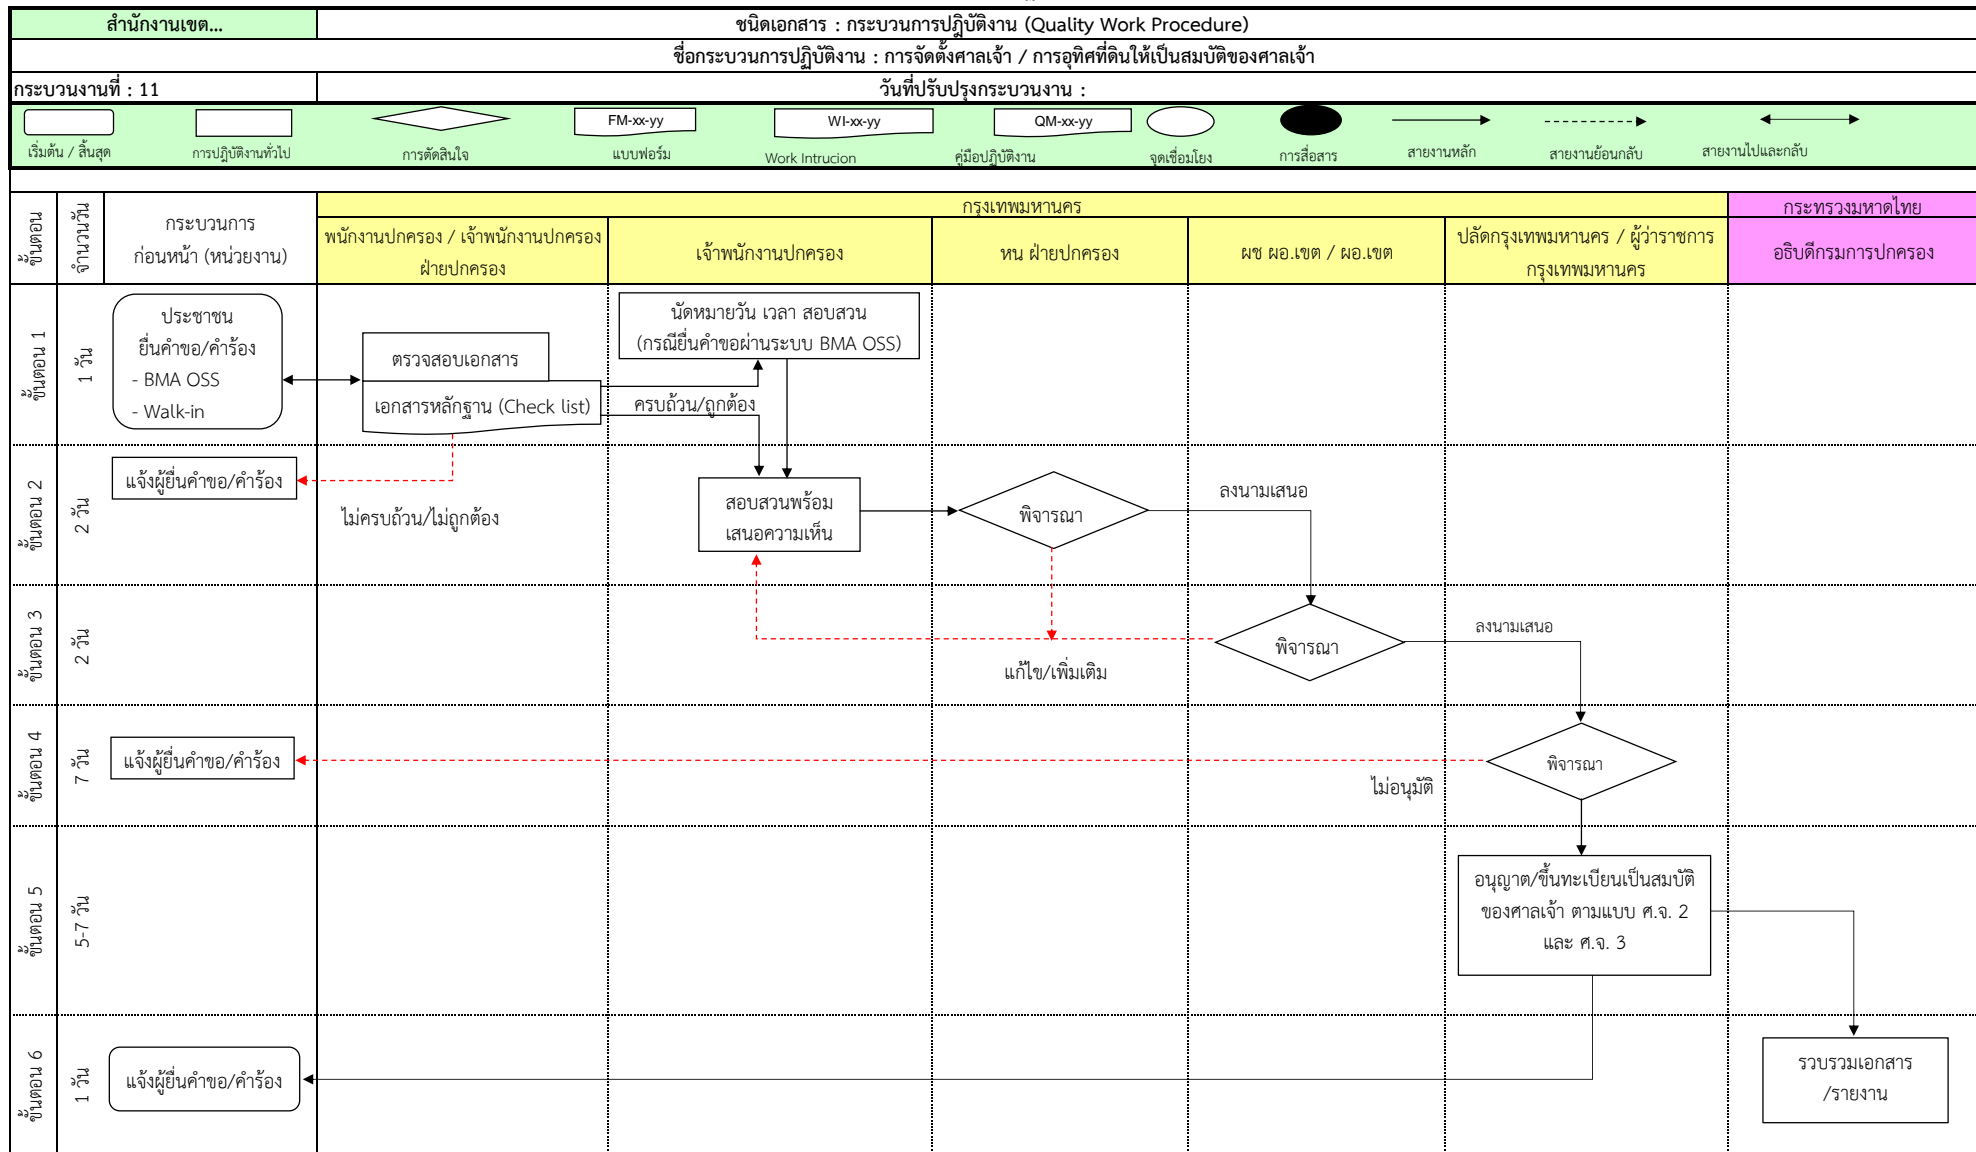 สำนักงานเขต...
ชนิดเอกสาร : กระบวนการปฏิบัติงาน (Quality Work Procedure)
ชื่อกระบวนการปฏิบัติงาน : การจัดตั้งศาลเจ้า / การอุทิศที่ดินให้เป็นสมบัติของศาลเจ้า
กระบวนงานที่ : 11
วันที่ปรับปรุงกระบวนงาน :
FM-xx-yy
WI-xx-yy
QM-xx-yy
เริ่มต้น / สิ้นสุด
การปฏิบัติงานทั่วไป
การตัดสินใจ
แบบฟอร์ม
Work Intrucion
คู่มือปฏิบัติงาน
จุดเชื่อมโยง
การสื่อสาร
สายงานหลัก
สายงานย้อนกลับ
สายงานไปและกลับ
ขั้นตอน
จำนวนวัน
กระบวนการ
ก่อนหน้า (หน่วยงาน)
กรุงเทพมหานคร
กระทรวงมหาดไทย
พนักงานปกครอง / เจ้าพนักงานปกครอง
ฝ่ายปกครอง
เจ้าพนักงานปกครอง
หน ฝ่ายปกครอง
ผช ผอ.เขต / ผอ.เขต
ปลัดกรุงเทพมหานคร / ผู้ว่าราชการ
กรุงเทพมหานคร
อธิบดีกรมการปกครอง
ขั้นตอน 1
1 วัน
ประชาชน
ยื่นคำขอ/คำร้อง
- BMA OSS
- Walk-in
ตรวจสอบเอกสาร
เอกสารหลักฐาน (Check list)
นัดหมายวัน เวลา สอบสวน
(กรณียื่นคำขอผ่านระบบ BMA OSS)
ครบถ้วน/ถูกต้อง
ขั้นตอน 2
2 วัน
แจ้งผู้ยื่นคำขอ/คำร้อง
ไม่ครบถ้วน/ไม่ถูกต้อง
สอบสวนพร้อม
เสนอความเห็น
พิจารณา
ลงนามเสนอ
ขั้นตอน 3
2 วัน
แก้ไข/เพิ่มเติม
พิจารณา
ลงนามเสนอ
ขั้นตอน 4
7 วัน
แจ้งผู้ยื่นคำขอ/คำร้อง
ไม่อนุมัติ
พิจารณา
ขั้นตอน 5
5-7 วัน
อนุญาต/ขึ้นทะเบียนเป็นสมบัติ
ของศาลเจ้า ตามแบบ ศ.จ. 2
และ ศ.จ. 3
ขั้นตอน 6
1 วัน
แจ้งผู้ยื่นคำขอ/คำร้อง
รวบรวมเอกสาร
/รายงาน